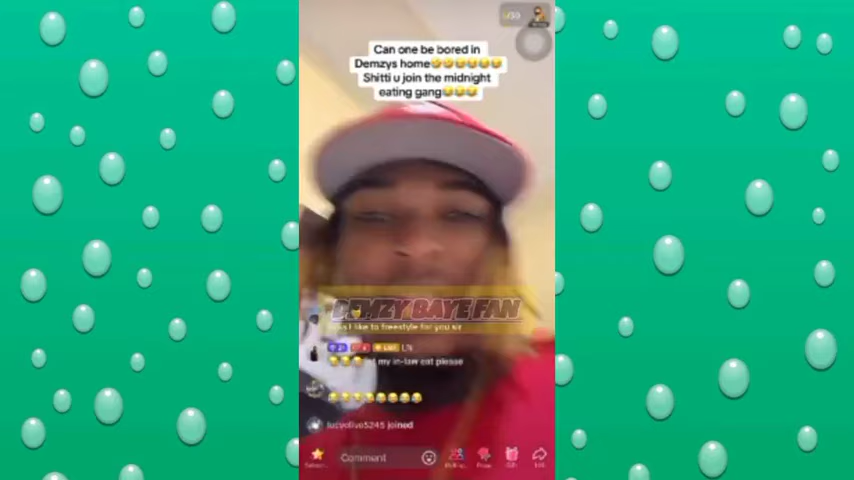 Can one be bored in
Demzys home🤣🤣😂😂😂😂😂
Shitti u join the midnight
eating gang😂😂😂
DEMZY BAYE FAN
I like to freestyle for you sir
my in-law eat please
😂😂😂😂😂😂😂😂
lucyolive5245 joined
Comment